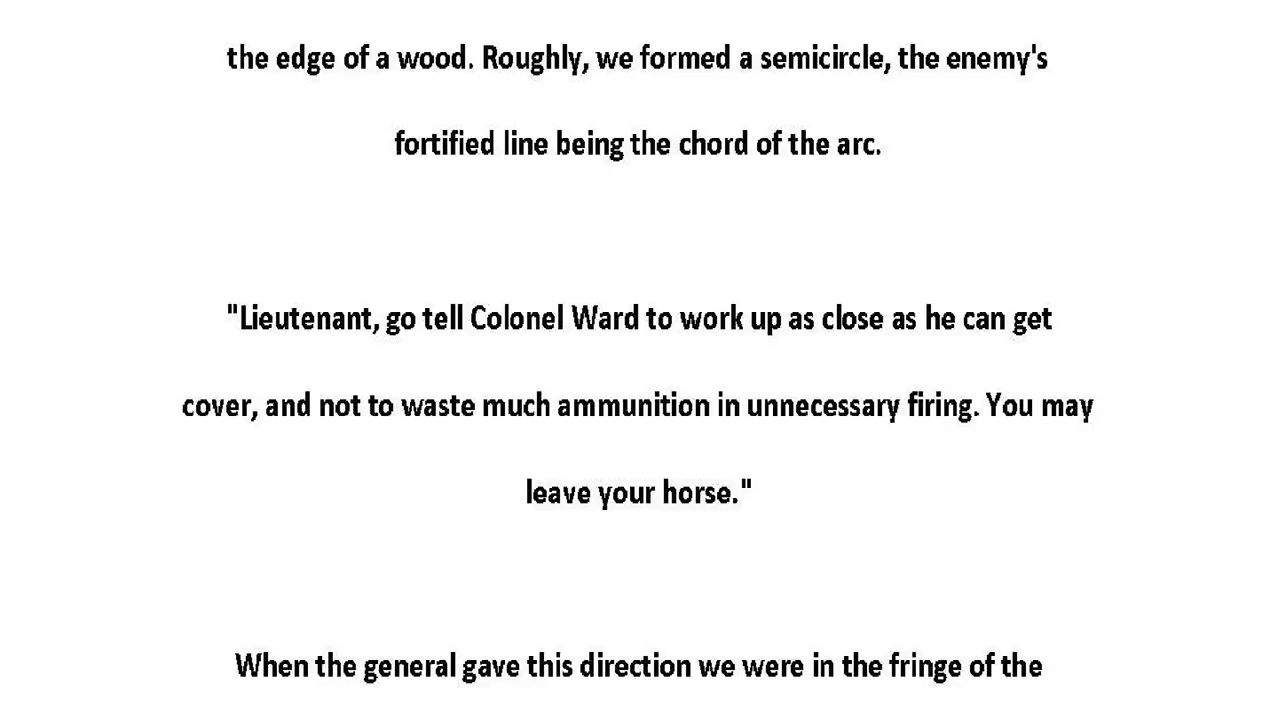 the edge of a wood. Roughly, we formed a semicircle, the enemy's
fortified line being the chord of the arc.
"Lieutenant, go tell Colonel Ward to work up as close as he can get
cover, and not to waste much ammunition in unnecessary firing. You may
leave your horse."
When the general gave this direction we were in the fringe of the